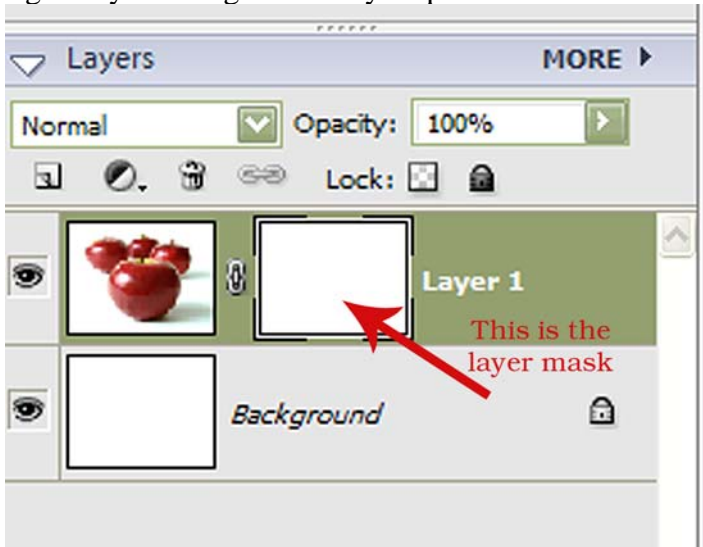 Layers MORE
Normal Opacity: 100%
Lock:
Layer 1
This is the
layer mask
Background